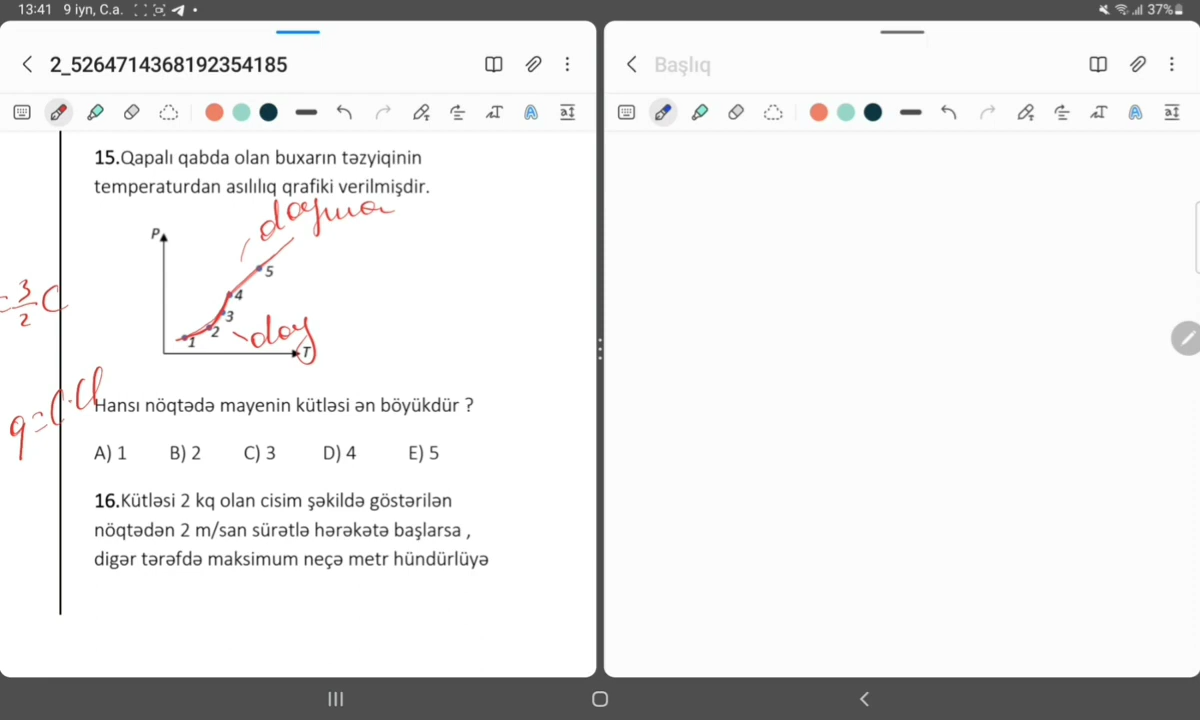 13:41 9 iyn, C.a.
37%
2_5264714368192354185
Başlıq
15.Qapalı qabda olan buxarın təzyiqinin
temperaturdan asılılıq qrafiki verilmişdir.
doyma
P
5
4
3
2
1
doy
T
3
2
C
Hansı nöqtədə mayenin kütləsi ən böyükdür ?
A) 1 B) 2 C) 3 D) 4 E) 5
16.Kütləsi 2 kq olan cisim şəkildə göstərilən
nöqtədən 2 m/san sürətlə hərəkətə başlarsa ,
digər tərəfdə maksimum neçə metr hündürlüyə